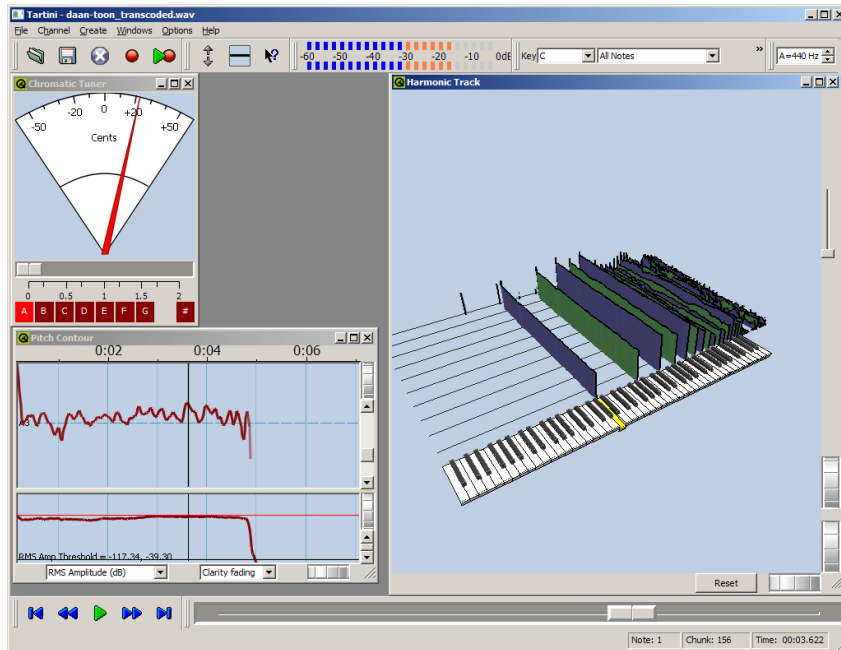 Tartini - daan-toon_transcoded.wav
File Channel Create Windows Options Help
-60 -50 -40 -30 -20 -10 0dB
Key C All Notes » A=440 Hz
Chromatic Tuner
-50 -20 0 +20 +50
Cents
0 0.5 1 1.5 2
A B C D E F G #
Harmonic Track
Pitch Contour
0:02 0:04 0:06
A3
RMS Amp Threshold = -117.34, -39.30
RMS Amplitude (dB) Clarity fading
Reset
Note: 1 Chunk: 156 Time: 00:03.622